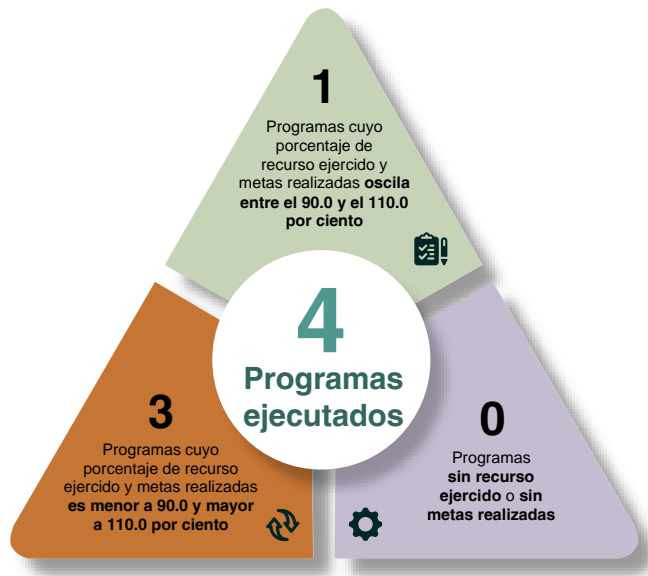 1
Programas cuyo
porcentaje de
recurso ejercido y
metas realizadas oscila
entre el 90.0 y el 110.0
por ciento
4
Programas
ejecutados
3
Programas cuyo
porcentaje de recurso
ejercido y metas realizadas
es menor a 90.0 y mayor
a 110.0 por ciento
0
Programas
sin recurso
ejercido o sin
metas realizadas